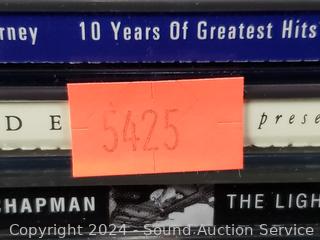 rney 10 Years Of Greatest Hits
D E
5425
prese
CHAPMAN
THE LIGH
Copyright 2024 - Sound Auction Service